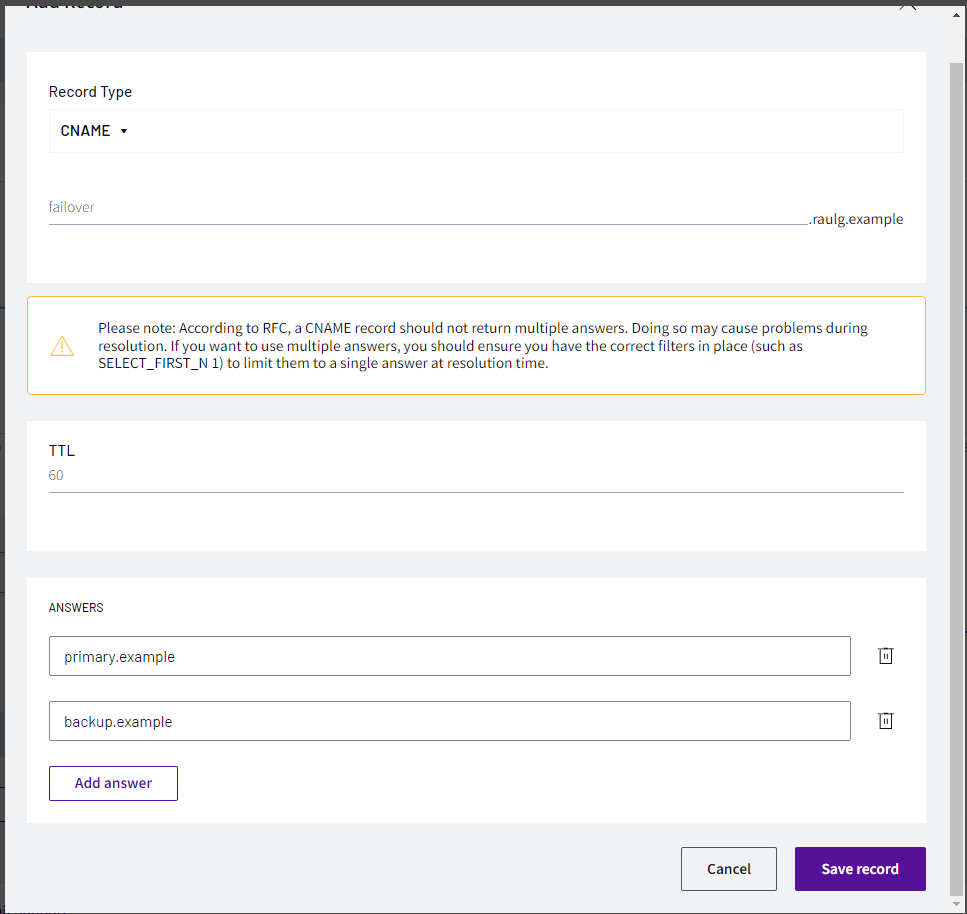 Add Record
Record Type
CNAME
failover
.raulg.example
Please note: According to RFC, a CNAME record should not return multiple answers. Doing so may cause problems during
resolution. If you want to use multiple answers, you should ensure you have the correct filters in place (such as
SELECT_FIRST_N 1) to limit them to a single answer at resolution time.
TTL
60
ANSWERS
primary.example
backup.example
Add answer
Cancel
Save record